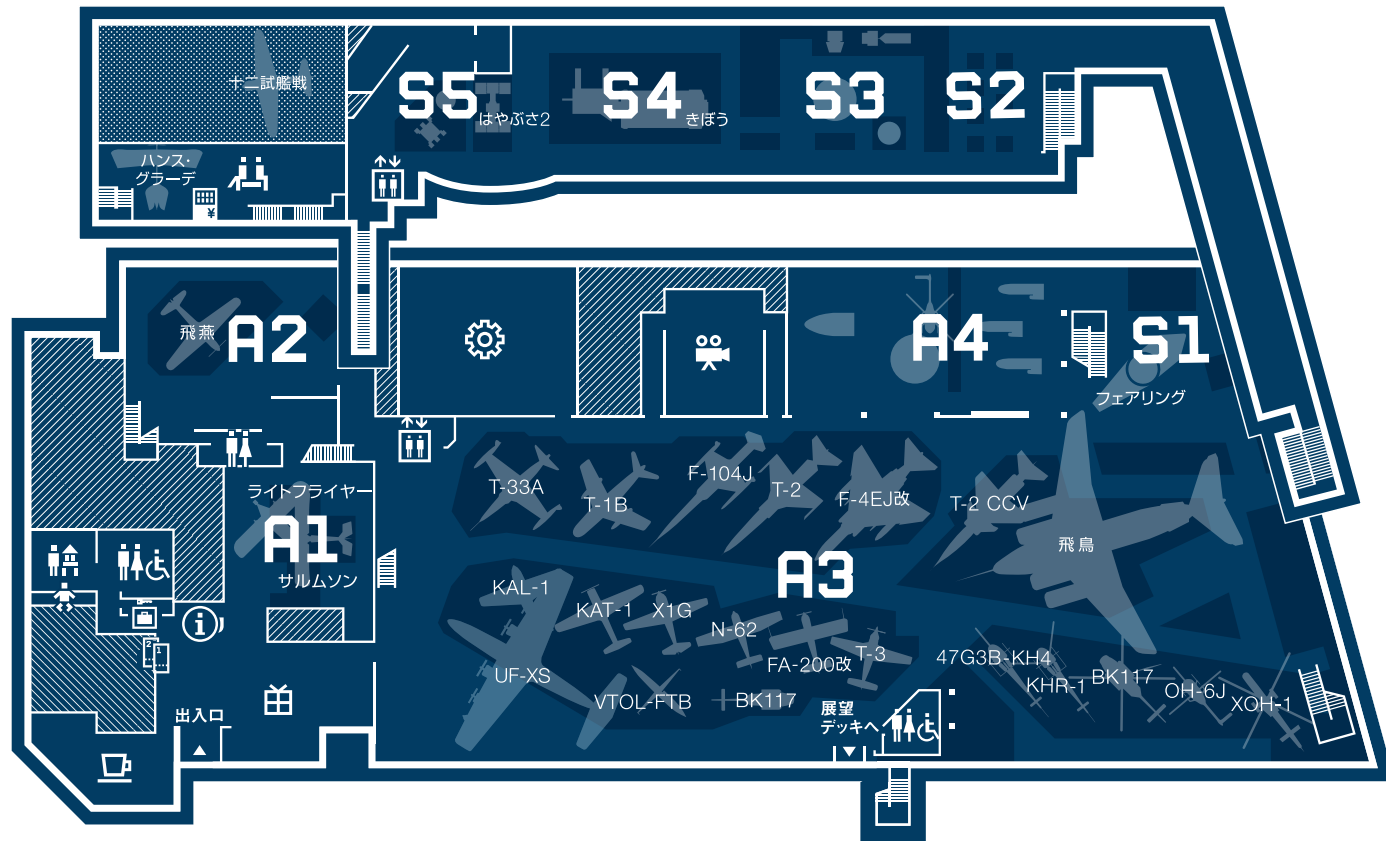 十二試艦戦
S5
はやぶさ2
S4
きぼう
S3
S2
ハンス・
グラーデ
¥
飛燕
A2
A4
S1
フェアリング
T-33A
T-1B
F-104J
T-2
F-4EJ改
T-2 CCV
飛鳥
ライトフライヤー
A1
サルムソン
A3
KAL-1
KAT-1
X1G
N-62
FA-200改
T-3
47G3B-KH4
KHR-1
BK117
OH-6J
XOH-1
UF-XS
VTOL-FTB
BK117
i
2
1
出入口
展望
デッキへ